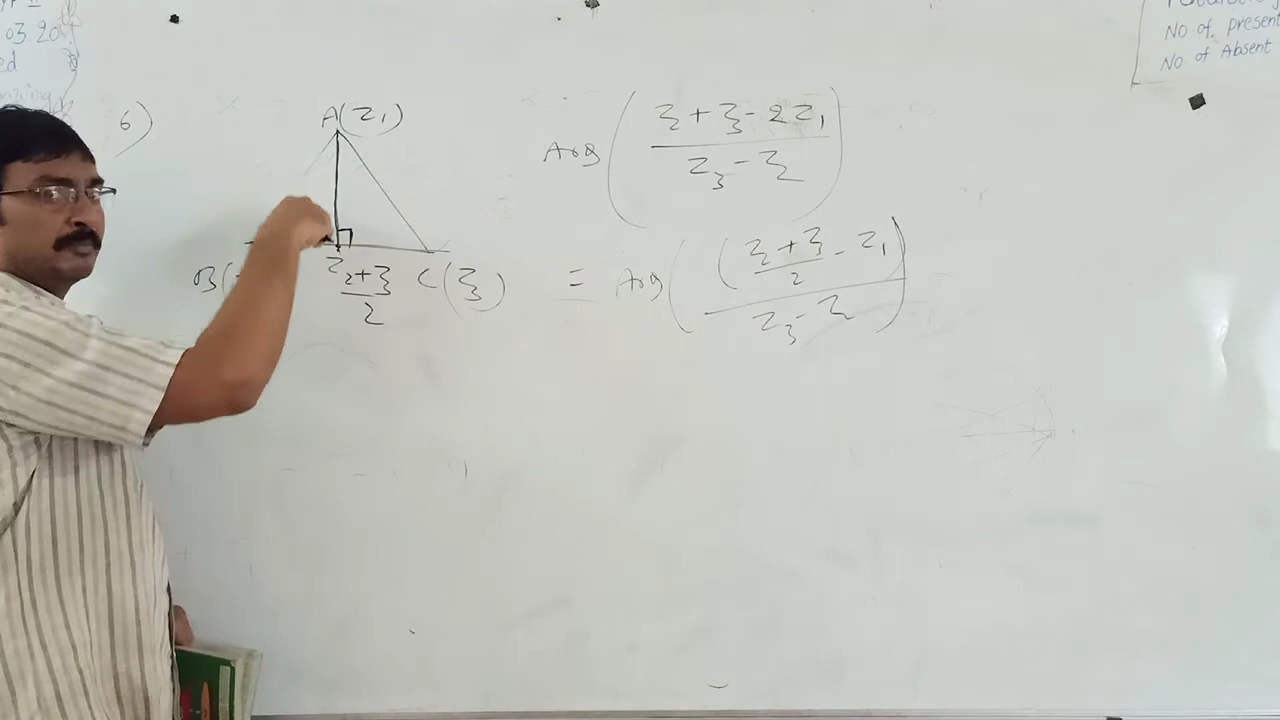 03.20
ed
6)
A(z₁)
Arg ( z₂ + z₃ - 2z₁ / z₃ - z₂ )
B(
z₂+z₃ / 2
C(z₃)
= Arg ( ( z₂+z₃ / 2 - z₁ ) / z₃ - z₂ )
No of. present
No of Absent